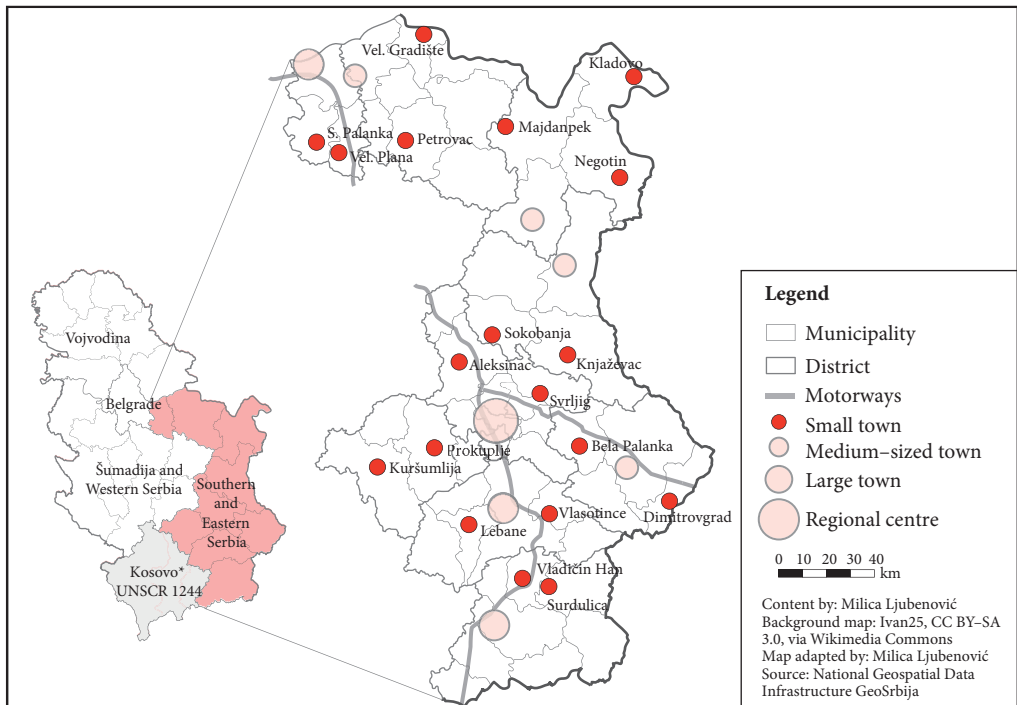 Vel. Gradište
Kladovo
S. Palanka
Vel. Plana
Petrovac
Majdanpek
Negotin
Sokobanja
Aleksinac
Knjaževac
Svrljig
Prokuplje
Kuršumlija
Bela Palanka
Dimitrovgrad
Vlasotince
Lebane
Vladičin Han
Surdulica
Vojvodina
Belgrade
Šumadija and
Western Serbia
Southern
and
Eastern
Serbia
Kosovo*
UNSCR 1244
Legend
Municipality
District
Motorways
Small town
Medium–sized town
Large town
Regional centre
0 10 20 30 40
km
Content by: Milica Ljubenović
Background map: Ivan25, CC BY–SA
3.0, via Wikimedia Commons
Map adapted by: Milica Ljubenović
Source: National Geospatial Data
Infrastructure GeoSrbija